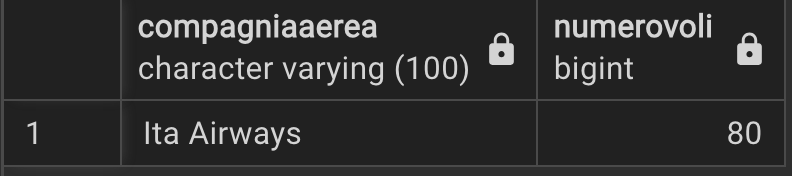 compagniaaerea
character varying (100)
numerovoli
bigint
1 Ita Airways 80